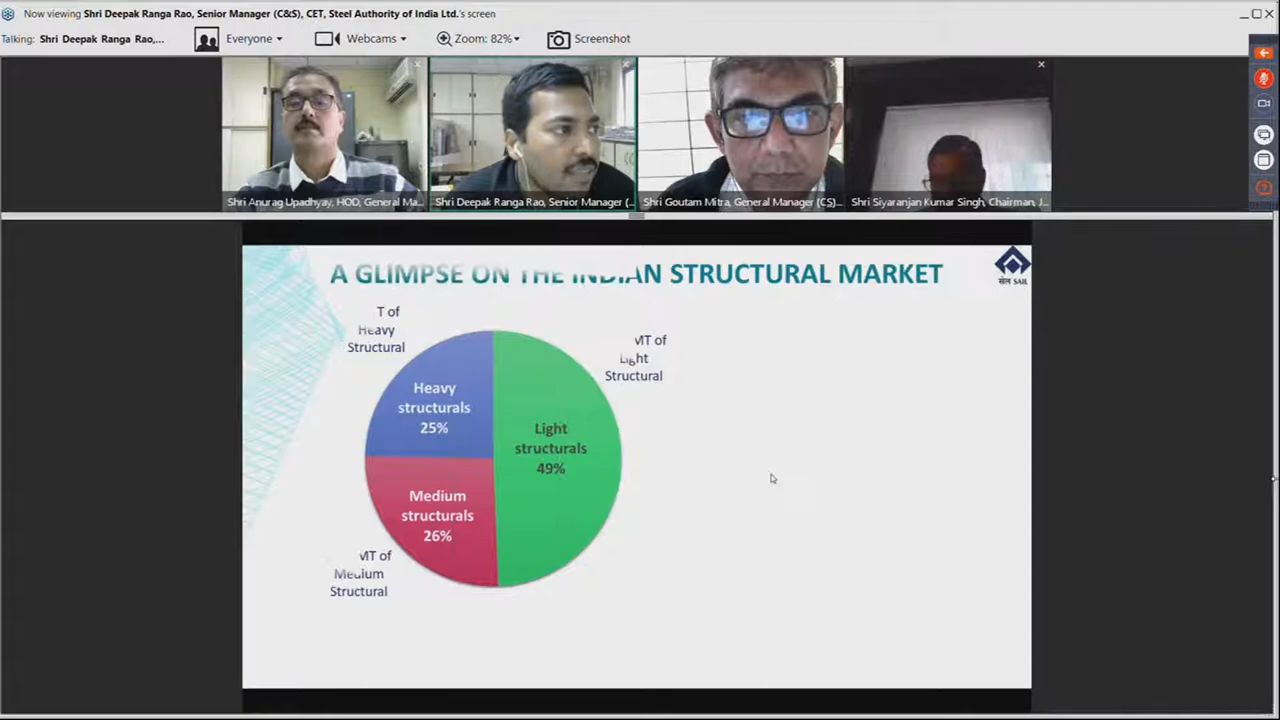 Now viewing Shri Deepak Ranga Rao, Senior Manager (C&S), CET, Steel Authority of India Ltd.'s screen
Talking: Shri Deepak Ranga Rao,... Everyone Webcams Zoom: 82% Screenshot
Shri Anurag Upadhyay, HOD, General Ma...
Shri Deepak Ranga Rao, Senior Manager (...
Shri Goutam Mitra, General Manager (CS)...
Shri Siyaranjan Kumar Singh, Chairman, J...
A GLIMPSE ON THE INDIAN STRUCTURAL MARKET
सेल SAIL
T of
Heavy
Structural
MT of
Light
Structural
Heavy
structurals
25%
Light
structurals
49%
Medium
structurals
26%
MT of
Medium
Structural